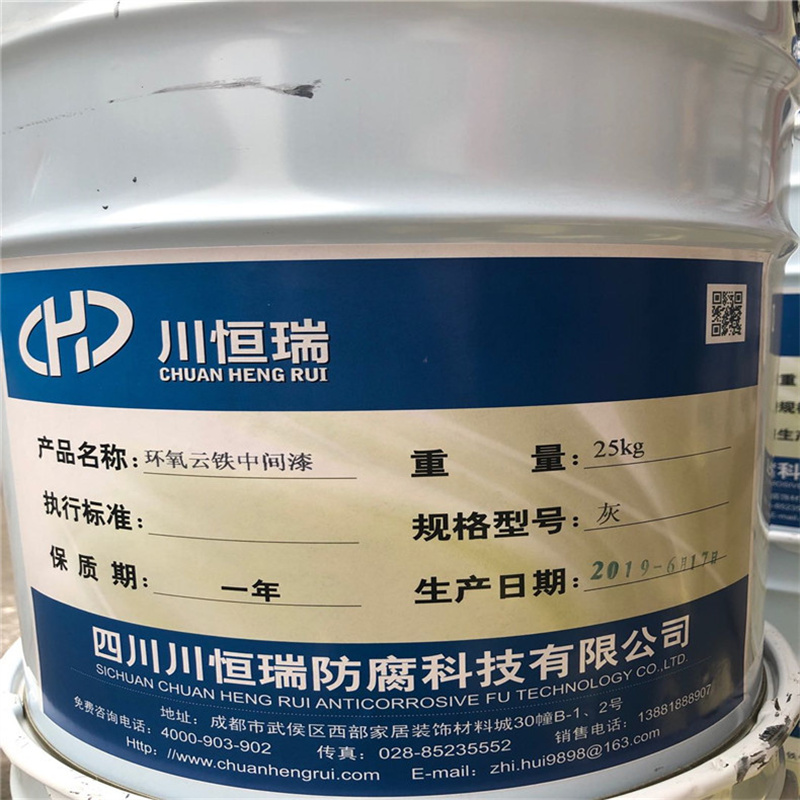 川恒瑞
CHUAN HENG RUI
产品名称: 环氧云铁中间漆
重 量: 25kg
执行标准:
规格型号: 灰
保 质 期: 一年
生产日期: 2019-6月17日
四川川恒瑞防腐科技有限公司
SICHUAN CHUAN HENG RUI ANTICORROSIVE FU TECHNOLOGY CO.,LTD.
地址: 成都市武侯区西部家居装饰材料城30幢B-1、2号
免费咨询电话: 4000-903-902 传真: 028-85235552 销售电话: 13881888907
Http://www.chuanhengrui.com E-mail: zhi.hui9898@163.com